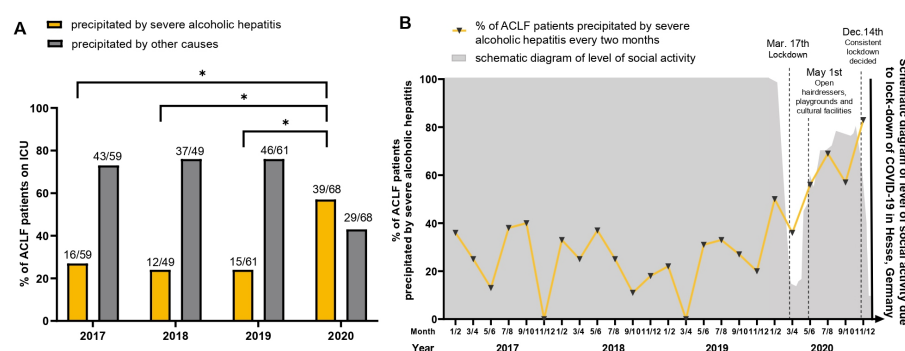 A
precipitated by severe alcoholic hepatitis
precipitated by other causes
*
*
*
% of ACLF patients on ICU
100
80
60
40
20
0
16/59
43/59
12/49
37/49
15/61
46/61
39/68
29/68
2017
2018
2019
2020
B
% of ACLF patients precipitated by severe
alcoholic hepatitis every two months
schematic diagram of level of social activity
Mar. 17th
Lockdown
May 1st
Open
hairdressers,
playgrounds and
cultural facilities
Dec.14th
Consistent
lockdown
decided
% of ACLF patients
precipitated by severe alcoholic hepatitis
100
80
60
40
20
0
Schematic diagram of level of social activity due
to lock-down of COVID-19 in Hesse, Germany
Month 1/2 3/4 5/6 7/8 9/10 11/12 1/2 3/4 5/6 7/8 9/10 11/12 1/2 3/4 5/6 7/8 9/10 11/12 1/2 3/4 5/6 7/8 9/10 11/12
Year 2017 2018 2019 2020